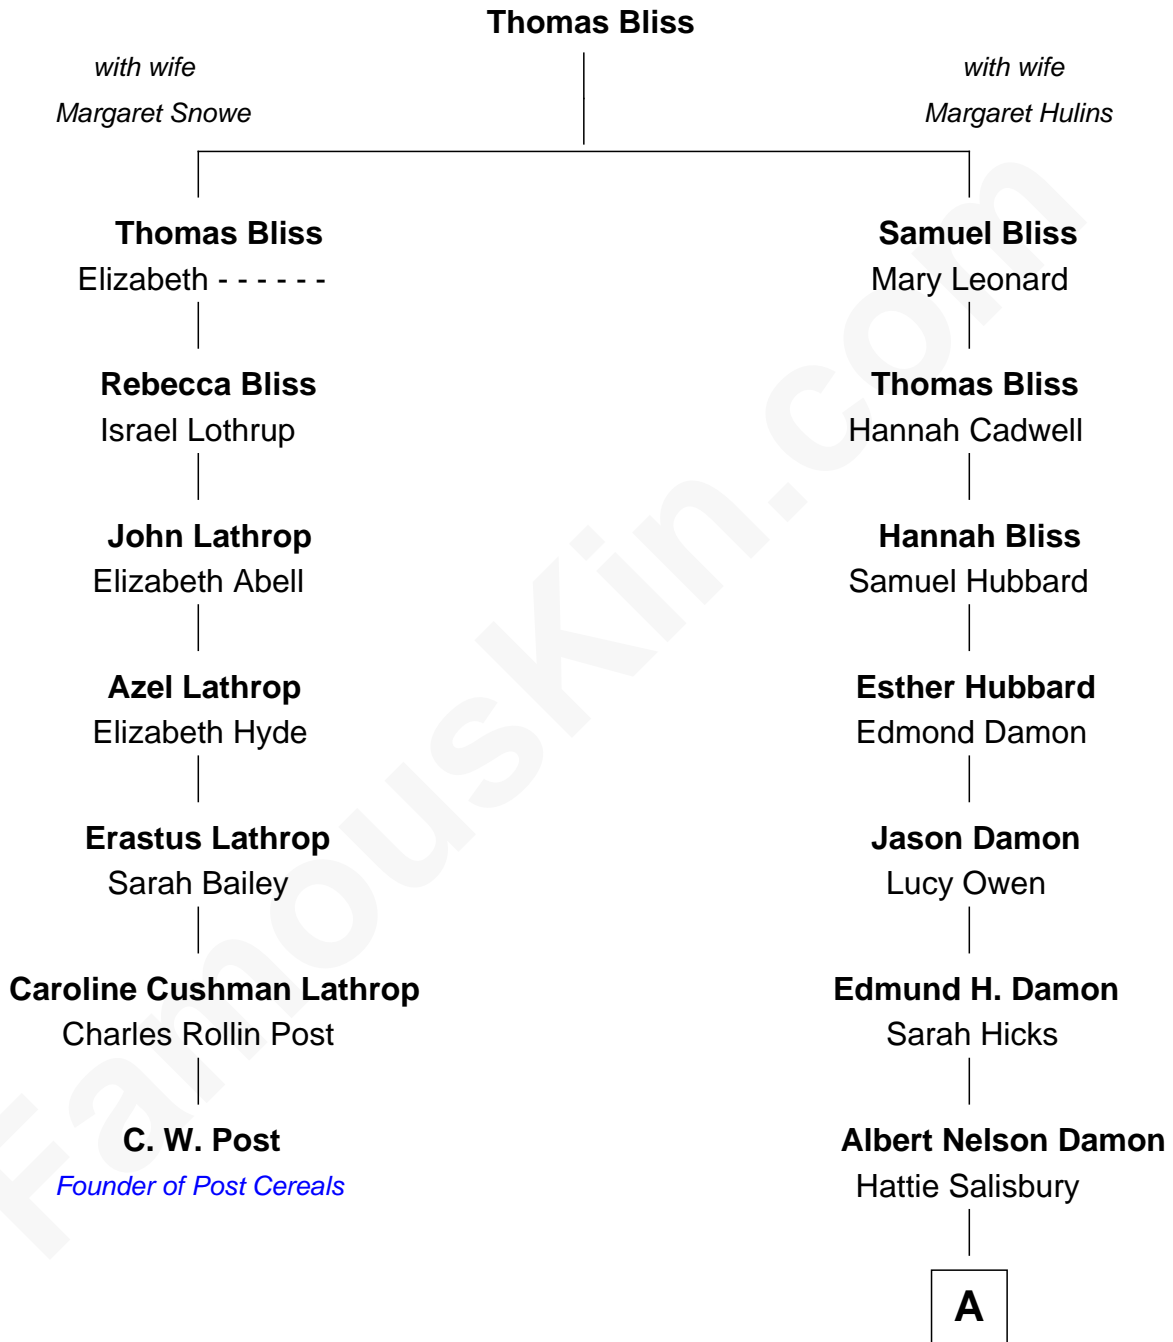 Thomas Bliss
with wife
Margaret Snowe
with wife
Margaret Hulins
Thomas Bliss
Elizabeth - - - - - -
Samuel Bliss
Mary Leonard
Rebecca Bliss
Israel Lothrup
Thomas Bliss
Hannah Cadwell
John Lathrop
Elizabeth Abell
Hannah Bliss
Samuel Hubbard
Azel Lathrop
Elizabeth Hyde
Esther Hubbard
Edmond Damon
Erastus Lathrop
Sarah Bailey
Jason Damon
Lucy Owen
Caroline Cushman Lathrop
Charles Rollin Post
Edmund H. Damon
Sarah Hicks
C. W. Post
Founder of Post Cereals
Albert Nelson Damon
Hattie Salisbury
A
FamousKin.com